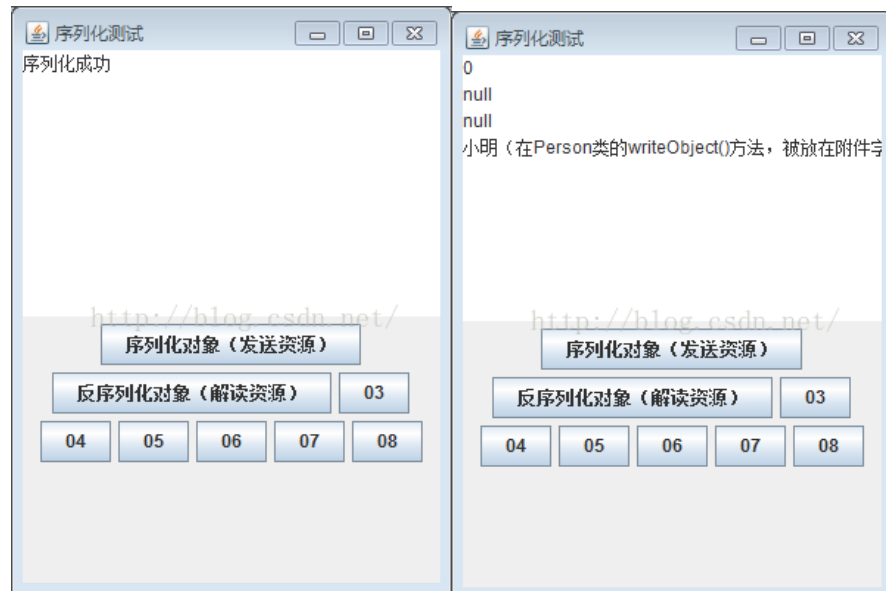 序列化测试
序列化成功
http://blog.csdn.net/
序列化对象（发送资源）
反序列化对象（解读资源） 03
04 05 06 07 08
序列化测试
0
null
null
小明（在Person类的writeObject()方法，被放在附件字
http://blog.csdn.net/
序列化对象（发送资源）
反序列化对象（解读资源） 03
04 05 06 07 08